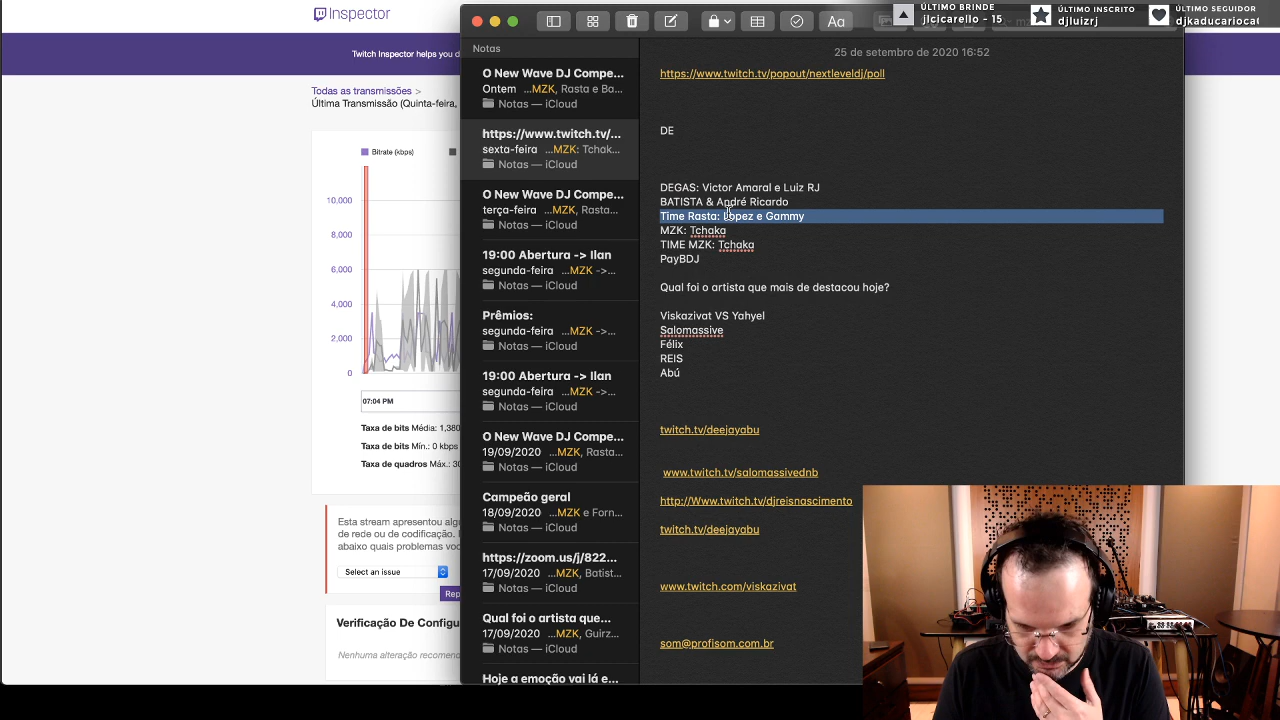 Inspector
Twitch Inspector helps you d
Todas as transmissões >
Última Transmissão (Quinta-feira,
Bitrate (kbps)
10,000
8,000
6,000
4,000
2,000
0
07:04 PM
Taxa de bits Média: 1,380
Taxa de bits Mín.: 0 kbps
Taxa de quadros Máx.: 30
Esta stream apresentou algu
de rede ou de codificação. I
abaixo quais problemas voc
Select an issue
Rep
Verificação De Configu
Nenhuma alteração recomen
Notas
O New Wave DJ Compe...
Ontem ...MZK, Rasta e Ba...
Notas — iCloud
https://www.twitch.tv/...
sexta-feira ...MZK: Tchak...
Notas — iCloud
O New Wave DJ Compe...
terça-feira ...MZK, Rasta...
Notas — iCloud
19:00 Abertura -> Ilan
segunda-feira ...MZK ->...
Notas — iCloud
Prêmios:
segunda-feira ...MZK ->...
Notas — iCloud
19:00 Abertura -> Ilan
segunda-feira ...MZK ->...
Notas — iCloud
O New Wave DJ Compe...
19/09/2020 ...MZK, Rasta...
Notas — iCloud
Campeão geral
18/09/2020 ...MZK e Forn...
Notas — iCloud
https://zoom.us/j/822...
17/09/2020 ...MZK, Batist...
Notas — iCloud
Qual foi o artista que...
17/09/2020 ...MZK, Guirz...
Notas — iCloud
Hoje a emoção vai lá e...
Aa
ÚLTIMO BRINDE
jlcicarello - 15
ÚLTIMO INSCRITO
djluizrj
ÚLTIMO SEGUIDOR
djkaducariocat
25 de setembro de 2020 16:52
https://www.twitch.tv/popout/nextleveldj/poll
DE
DEGAS: Victor Amaral e Luiz RJ
BATISTA & André Ricardo
Time Rasta: Lopez e Gammy
MZK: Tchaka
TIME MZK: Tchaka
PayBDJ
Qual foi o artista que mais de destacou hoje?
Viskazivat VS Yahyel
Salomassive
Félix
REIS
Abú
twitch.tv/deejayabu
www.twitch.tv/salomassivednb
http://Www.twitch.tv/djreisnascimento
twitch.tv/deejayabu
www.twitch.com/viskazivat
som@profisom.com.br